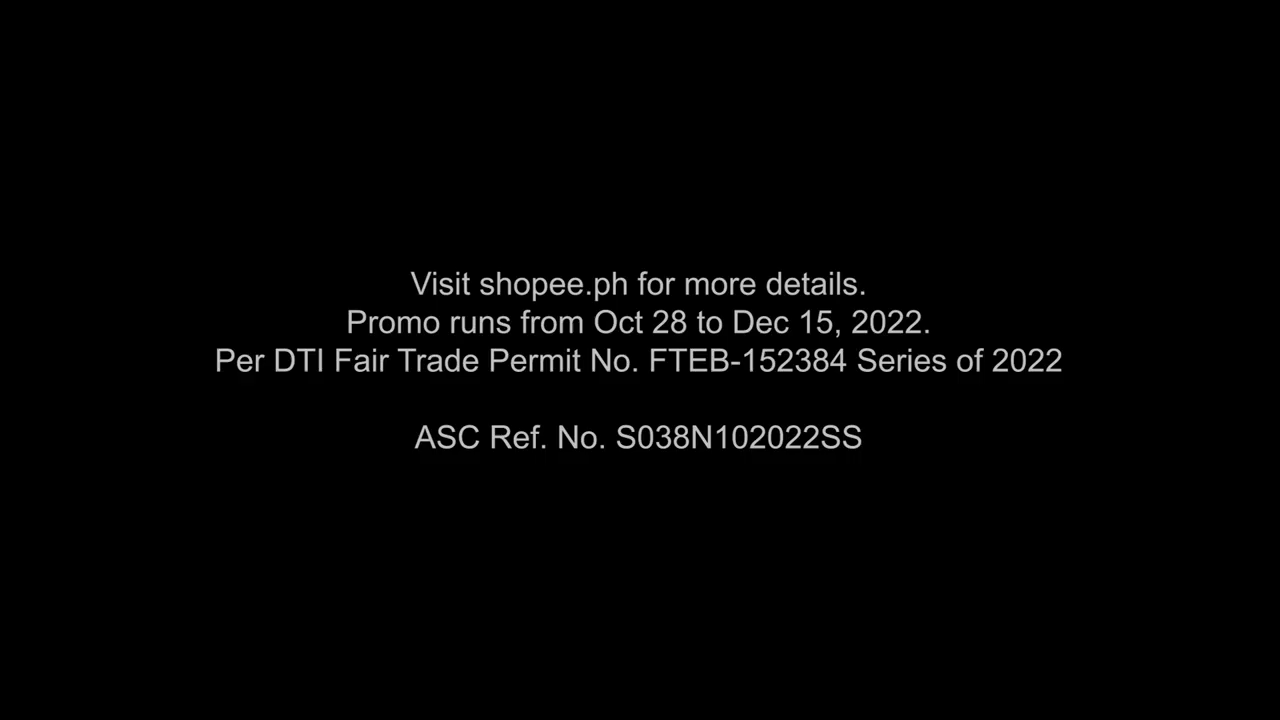 Visit shopee.ph for more details.
Promo runs from Oct 28 to Dec 15, 2022.
Per DTI Fair Trade Permit No. FTEB-152384 Series of 2022
ASC Ref. No. S038N102022SS